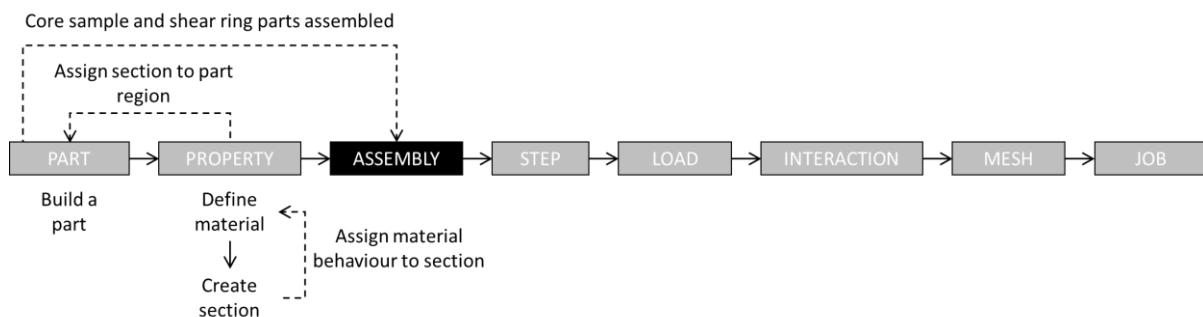 Core sample and shear ring parts assembled
Assign section to part
region
PART
PROPERTY
ASSEMBLY
STEP
LOAD
INTERACTION
MESH
JOB
Build a
part
Define
material
Assign material
behaviour to section
Create
section